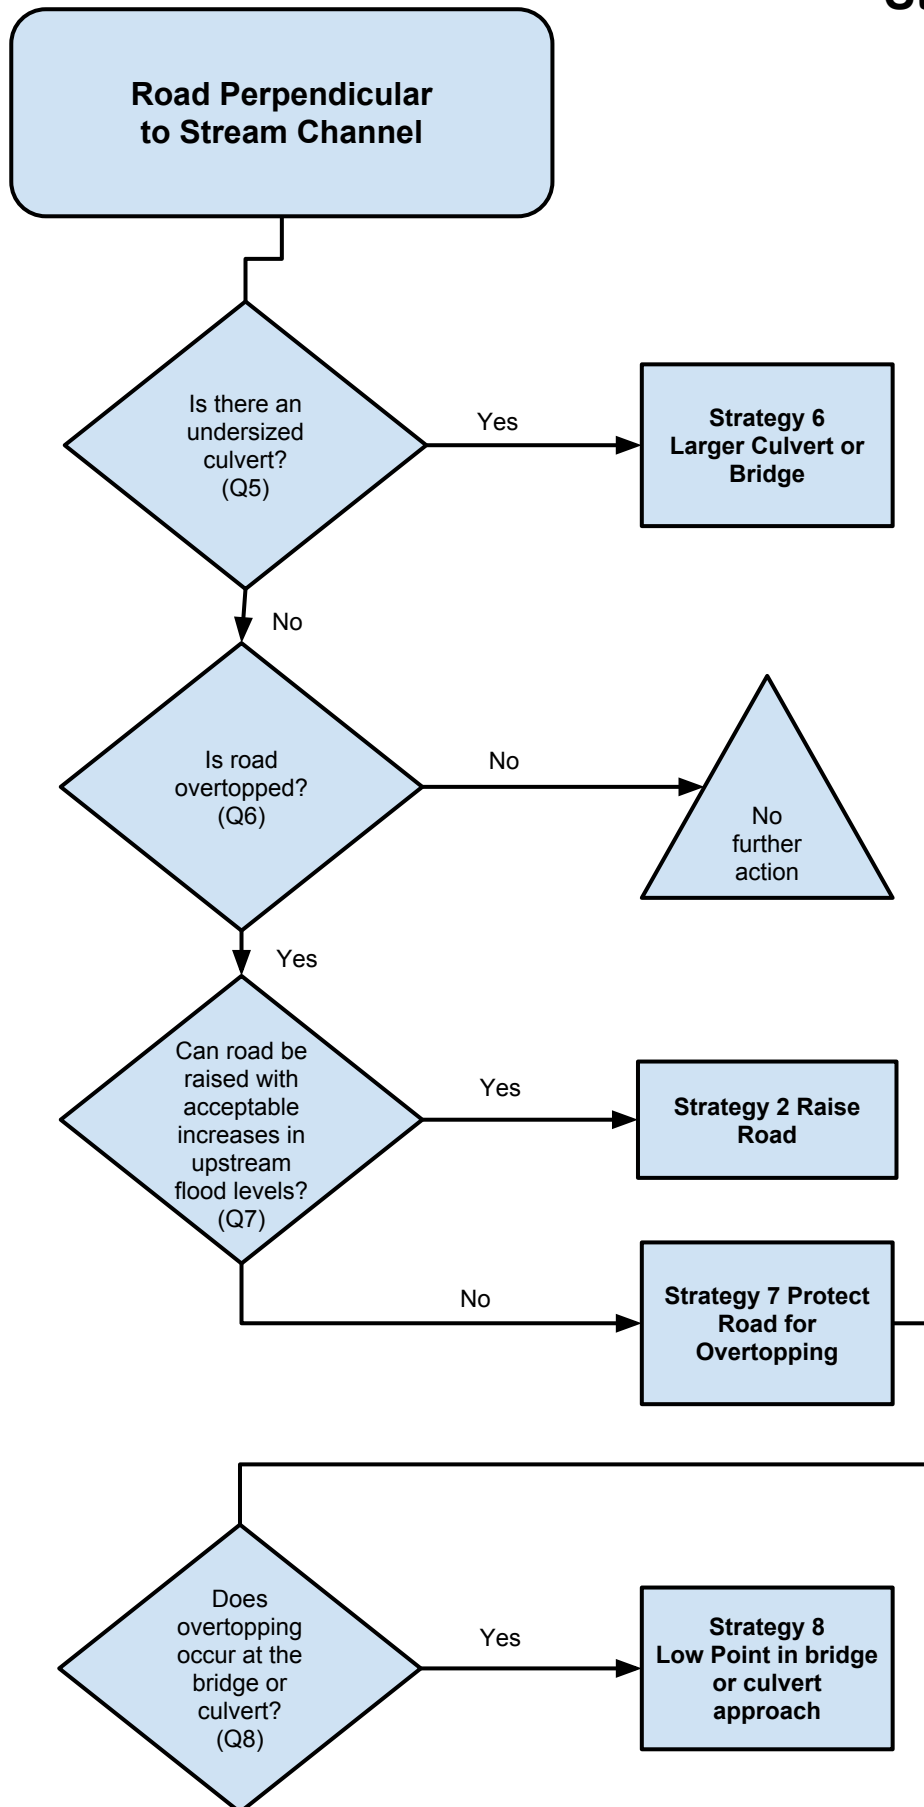 Road Perpendicular
to Stream Channel
Is there an
undersized
culvert?
(Q5)
Yes
Strategy 6
Larger Culvert or
Bridge
No
Is road
overtopped?
(Q6)
No
No
further
action
Yes
Can road be
raised with
acceptable
increases in
upstream
flood levels?
(Q7)
Yes
Strategy 2 Raise
Road
No
Strategy 7 Protect
Road for
Overtopping
Does
overtopping
occur at the
bridge or
culvert?
(Q8)
Yes
Strategy 8
Low Point in bridge
or culvert
approach